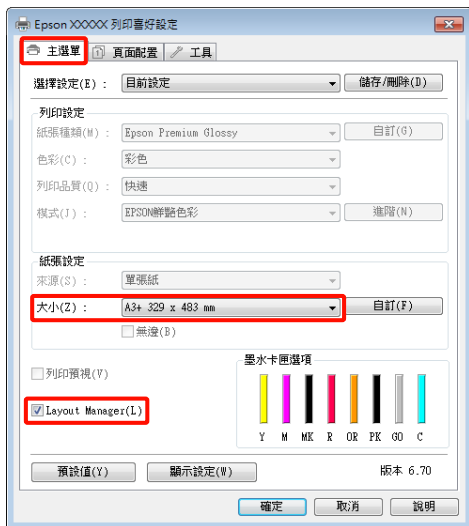 Epson XXXXX 列印喜好設定
主選單 頁面配置 工具
選擇設定(E) : 目前設定 儲存/刪除(D)
列印設定
紙張種類(M) : Epson Premium Glossy 自訂(G)
色彩(C) : 彩色
列印品質(Q) : 快速
模式(J) : EPSON鮮豔色彩 進階(N)
紙張設定
來源(S) : 單張紙
大小(Z) : A3+ 329 x 483 mm 自訂(F)
無邊(B)
墨水卡匣選項
列印預視(V)
Layout Manager(L)
Y M MK R OR PK GO C
預設值(Y) 顯示設定(W) 版本 6.70
確定 取消 說明